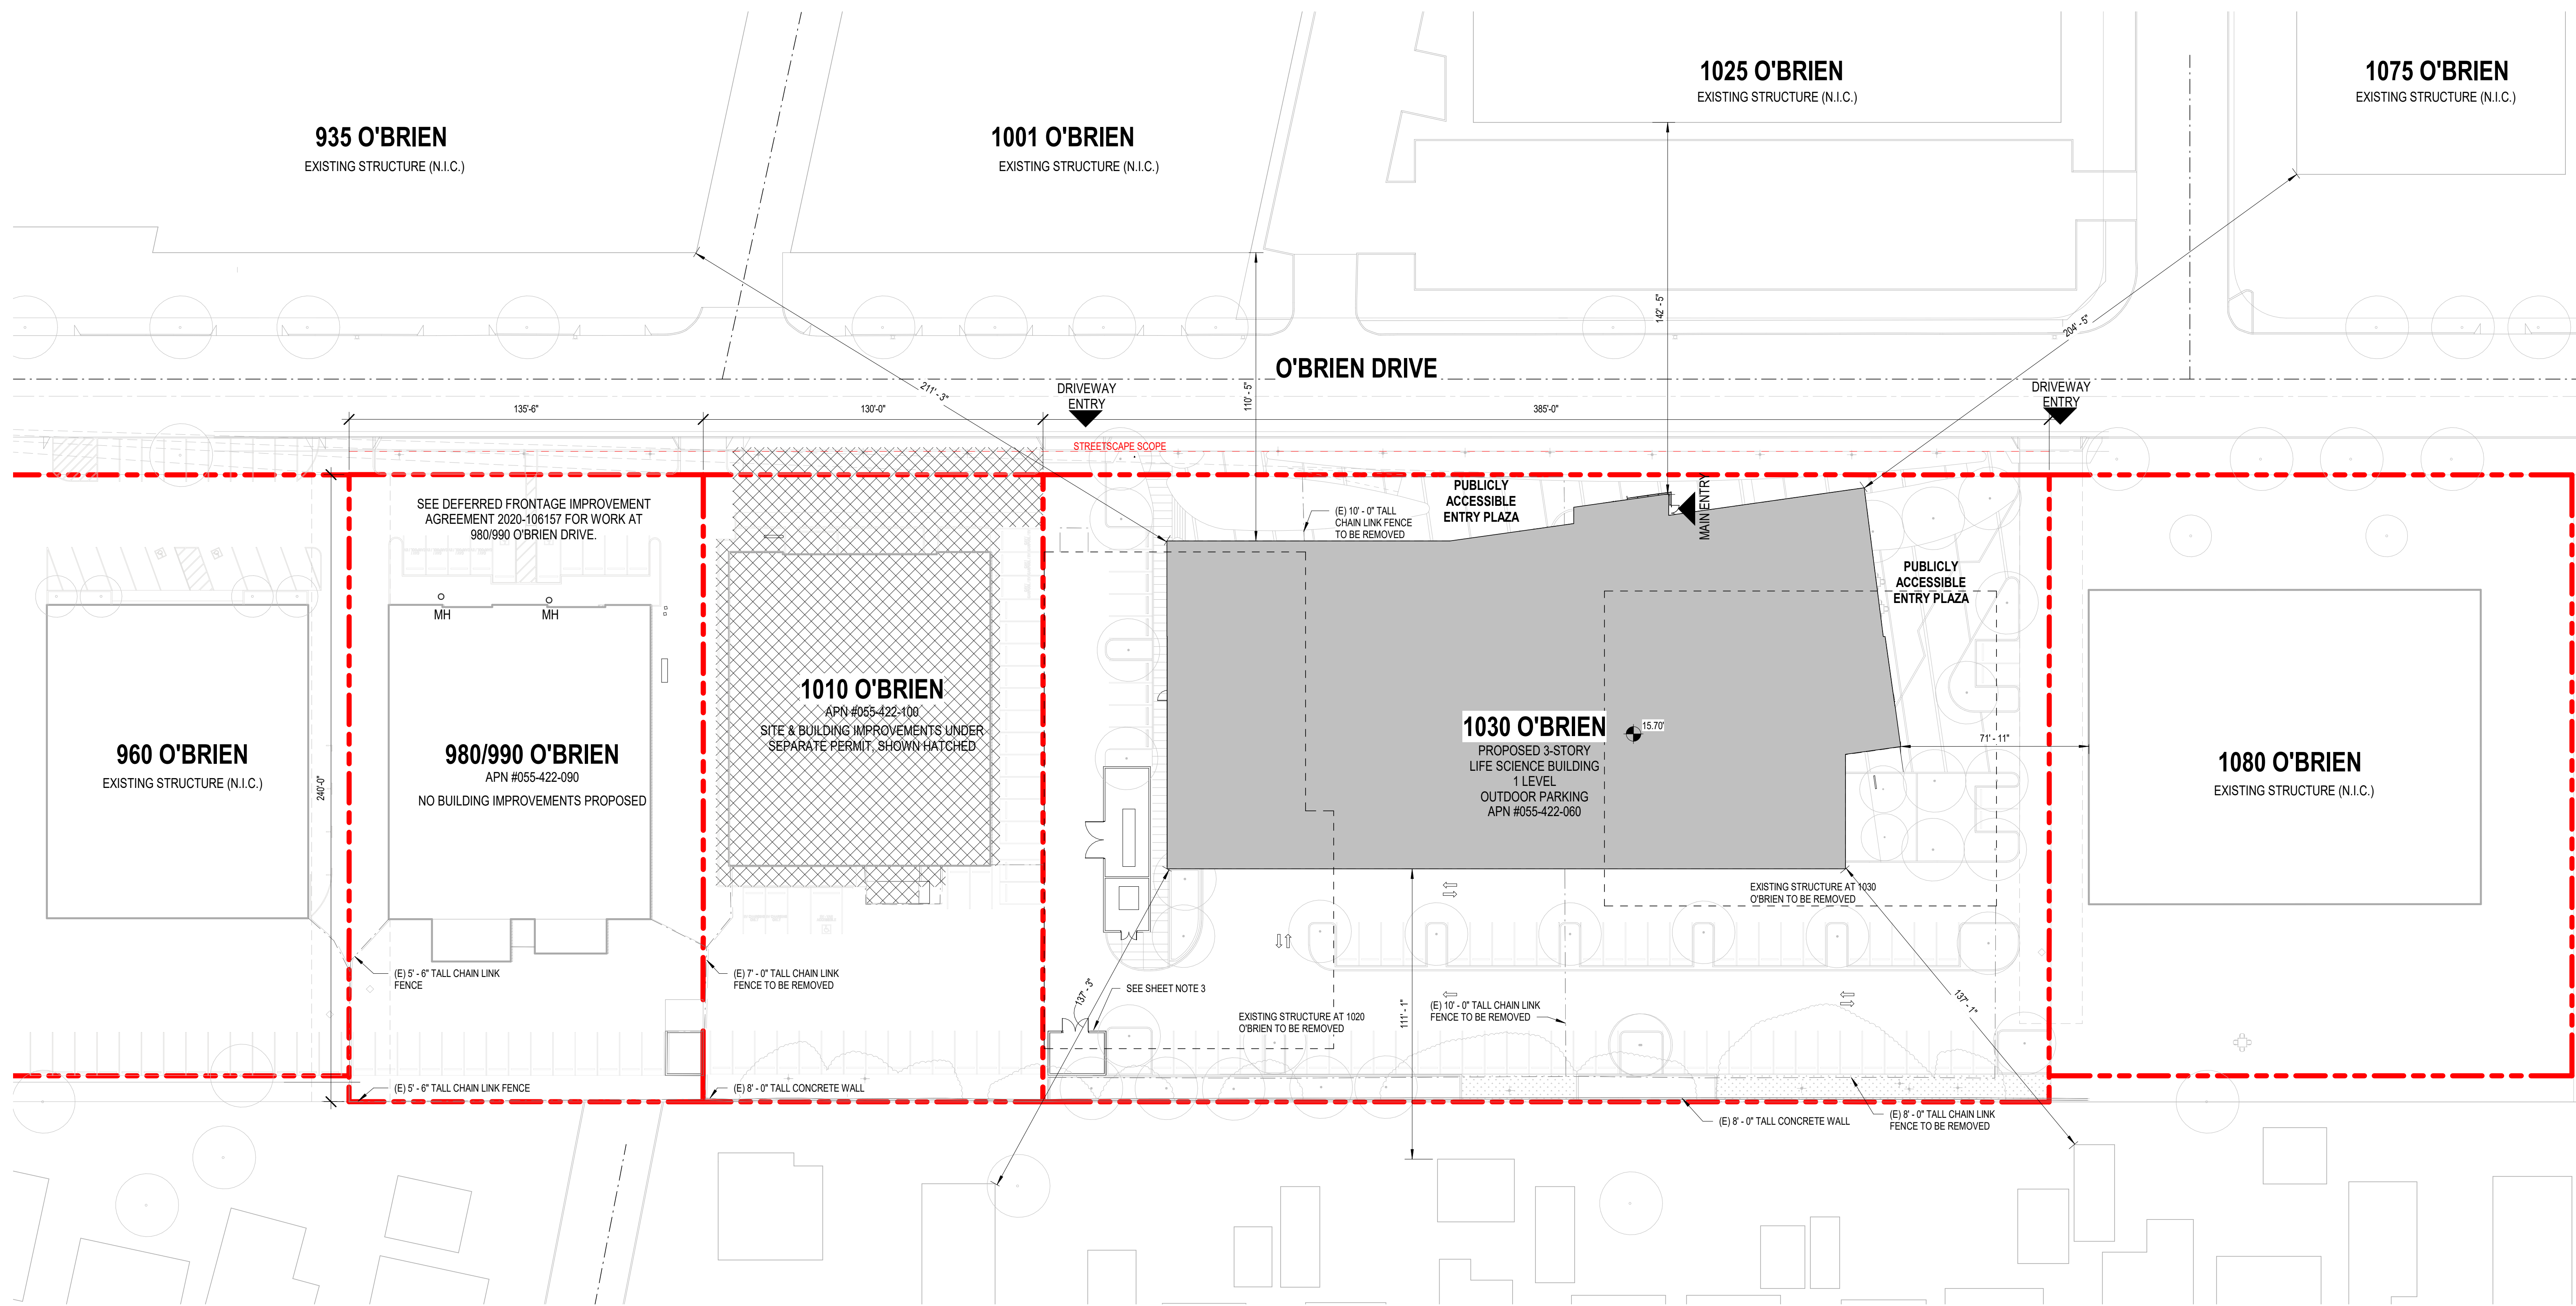 1025 O'BRIEN
EXISTING STRUCTURE (N.I.C.)
1075 O'BRIEN
EXISTING STRUCTURE (N.I.C.)
935 O'BRIEN
EXISTING STRUCTURE (N.I.C.)
1001 O'BRIEN
EXISTING STRUCTURE (N.I.C.)
142' - 5"
204' - 5"
O'BRIEN DRIVE
211' - 3"
110' - 5"
DRIVEWAY
ENTRY
DRIVEWAY
ENTRY
135'-6"
130'-0"
385'-0"
STREETSCAPE SCOPE
SEE DEFERRED FRONTAGE IMPROVEMENT
AGREEMENT 2020-106157 FOR WORK AT
980/990 O'BRIEN DRIVE.
(E) 10' - 0" TALL
CHAIN LINK FENCE
TO BE REMOVED
PUBLICLY
ACCESSIBLE
ENTRY PLAZA
MAIN ENTRY
PUBLICLY
ACCESSIBLE
ENTRY PLAZA
MH
MH
960 O'BRIEN
EXISTING STRUCTURE (N.I.C.)
240'-0"
980/990 O'BRIEN
APN #055-422-090
NO BUILDING IMPROVEMENTS PROPOSED
1010 O'BRIEN
APN #055-422-100
SITE & BUILDING IMPROVEMENTS UNDER
SEPARATE PERMIT, SHOWN HATCHED
1030 O'BRIEN
PROPOSED 3-STORY
LIFE SCIENCE BUILDING
1 LEVEL
OUTDOOR PARKING
APN #055-422-060
15.70'
71' - 11"
1080 O'BRIEN
EXISTING STRUCTURE (N.I.C.)
EXISTING STRUCTURE AT 1030
O'BRIEN TO BE REMOVED
(E) 5' - 6" TALL CHAIN LINK
FENCE
(E) 7' - 0" TALL CHAIN LINK
FENCE TO BE REMOVED
137' - 3"
SEE SHEET NOTE 3
EXISTING STRUCTURE AT 1020
O'BRIEN TO BE REMOVED
111' - 1"
(E) 10' - 0" TALL CHAIN LINK
FENCE TO BE REMOVED
137' - 1"
(E) 5' - 6" TALL CHAIN LINK FENCE
(E) 8' - 0" TALL CONCRETE WALL
(E) 8' - 0" TALL CONCRETE WALL
(E) 8' - 0" TALL CHAIN LINK
FENCE TO BE REMOVED